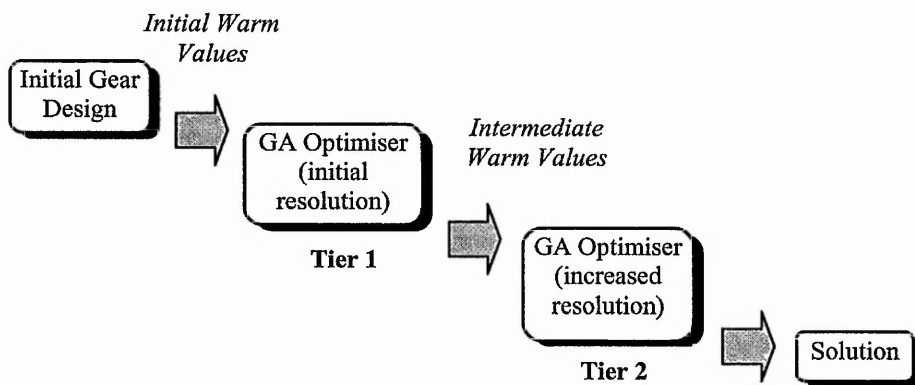 Initial Warm
Values
Initial Gear
Design
GA Optimiser
(initial
resolution)
Tier 1
Intermediate
Warm Values
GA Optimiser
(increased
resolution)
Tier 2
Solution